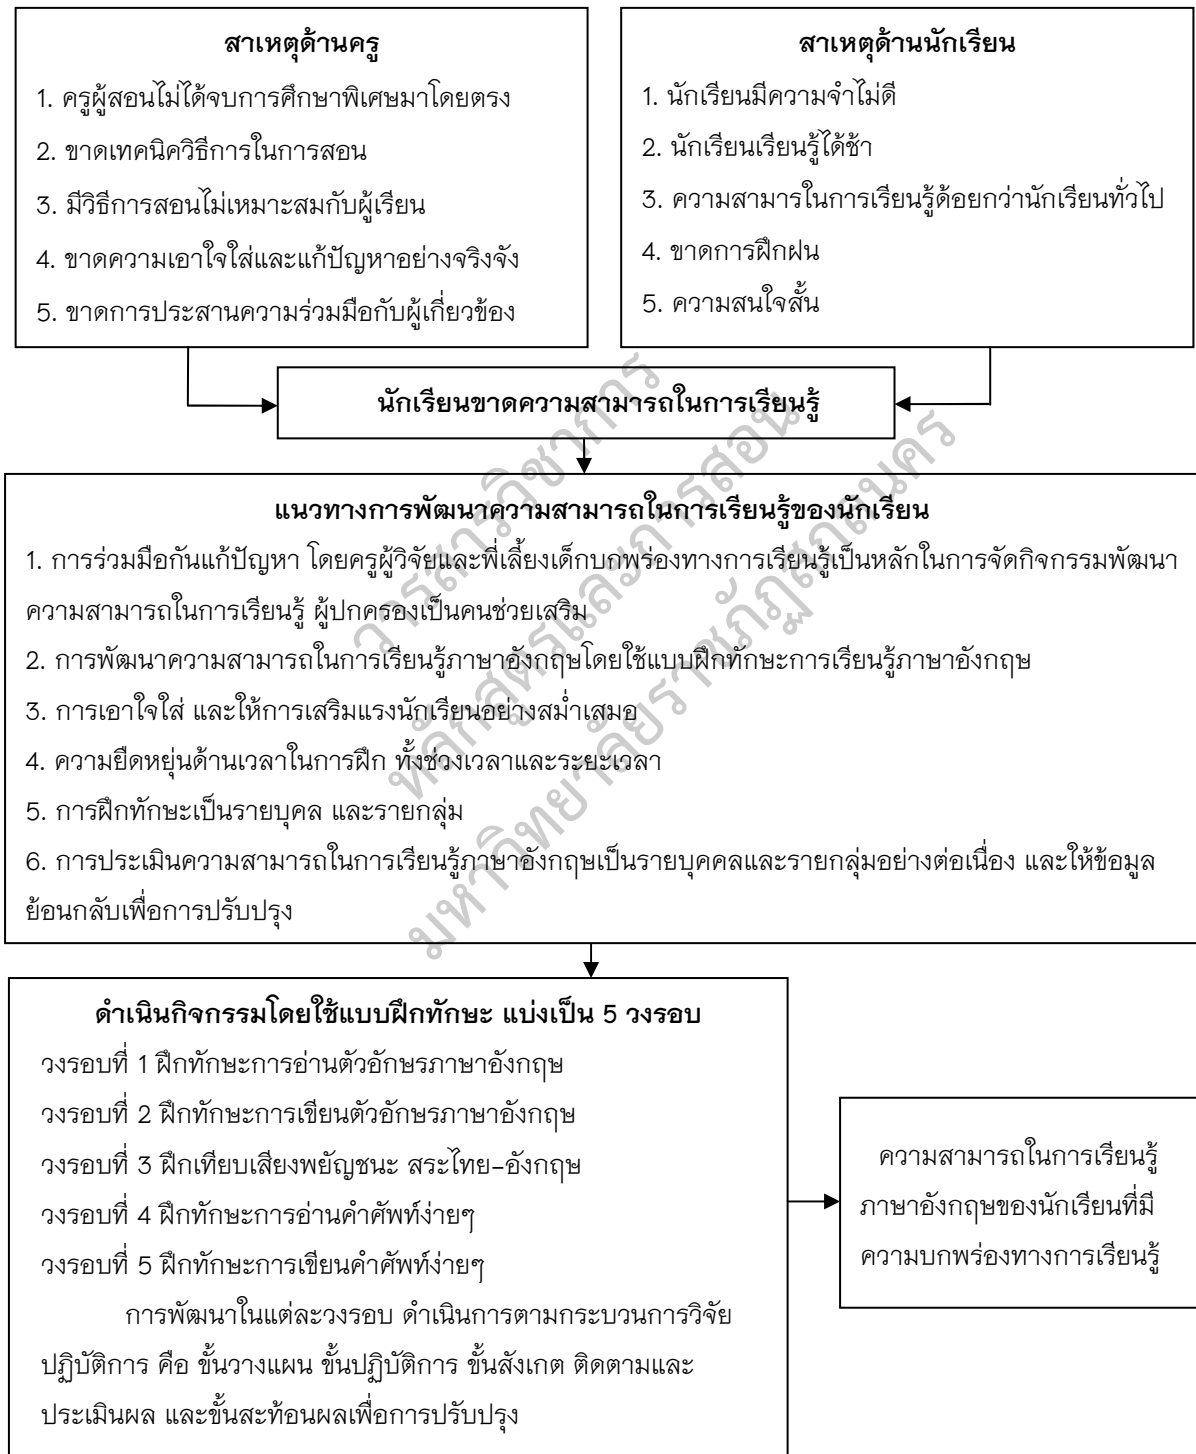 สาเหตุด้านครู
1. ครูผู้สอนไม่ได้จบการศึกษาพิเศษมาโดยตรง
2. ขาดเทคนิควิธีการในการสอน
3. มีวิธีการสอนไม่เหมาะสมกับผู้เรียน
4. ขาดความเอาใจใส่และแก้ปัญหาอย่างจริงจัง
5. ขาดการประสานความร่วมมือกับผู้เกี่ยวข้อง
สาเหตุด้านนักเรียน
1. นักเรียนมีความจำไม่ดี
2. นักเรียนเรียนรู้ได้ช้า
3. ความสามารในการเรียนรู้ด้อยกว่านักเรียนทั่วไป
4. ขาดการฝึกฝน
5. ความสนใจสั้น
นักเรียนขาดความสามารถในการเรียนรู้
แนวทางการพัฒนาความสามารถในการเรียนรู้ของนักเรียน
1. การร่วมมือกันแก้ปัญหา โดยครูผู้วิจัยและพี่เลี้ยงเด็กบกพร่องทางการเรียนรู้เป็นหลักในการจัดกิจกรรมพัฒนา
ความสามารถในการเรียนรู้ ผู้ปกครองเป็นคนช่วยเสริม
2. การพัฒนาความสามารถในการเรียนรู้ภาษาอังกฤษโดยใช้แบบฝึกทักษะการเรียนรู้ภาษาอังกฤษ
3. การเอาใจใส่ และให้การเสริมแรงนักเรียนอย่างสม่ำเสมอ
4. ความยืดหยุ่นด้านเวลาในการฝึก ทั้งช่วงเวลาและระยะเวลา
5. การฝึกทักษะเป็นรายบุคล และรายกลุ่ม
6. การประเมินความสามารถในการเรียนรู้ภาษาอังกฤษเป็นรายบุคคลและรายกลุ่มอย่างต่อเนื่อง และให้ข้อมูล
ย้อนกลับเพื่อการปรับปรุง
วารสารวิชาการ
หลักสูตรและการสอน
มหาวิทยาลัยราชภัฏสกลนคร
ดำเนินกิจกรรมโดยใช้แบบฝึกทักษะ แบ่งเป็น 5 วงรอบ
วงรอบที่ 1 ฝึกทักษะการอ่านตัวอักษรภาษาอังกฤษ
วงรอบที่ 2 ฝึกทักษะการเขียนตัวอักษรภาษาอังกฤษ
วงรอบที่ 3 ฝึกเทียบเสียงพยัญชนะ สระไทย-อังกฤษ
วงรอบที่ 4 ฝึกทักษะการอ่านคำศัพท์ง่ายๆ
วงรอบที่ 5 ฝึกทักษะการเขียนคำศัพท์ง่ายๆ
การพัฒนาในแต่ละวงรอบ ดำเนินการตามกระบวนการวิจัย
ปฏิบัติการ คือ ขั้นวางแผน ขั้นปฏิบัติการ ขั้นสังเกต ติดตามและ
ประเมินผล และขั้นสะท้อนผลเพื่อการปรับปรุง
ความสามารถในการเรียนรู้
ภาษาอังกฤษของนักเรียนที่มี
ความบกพร่องทางการเรียนรู้